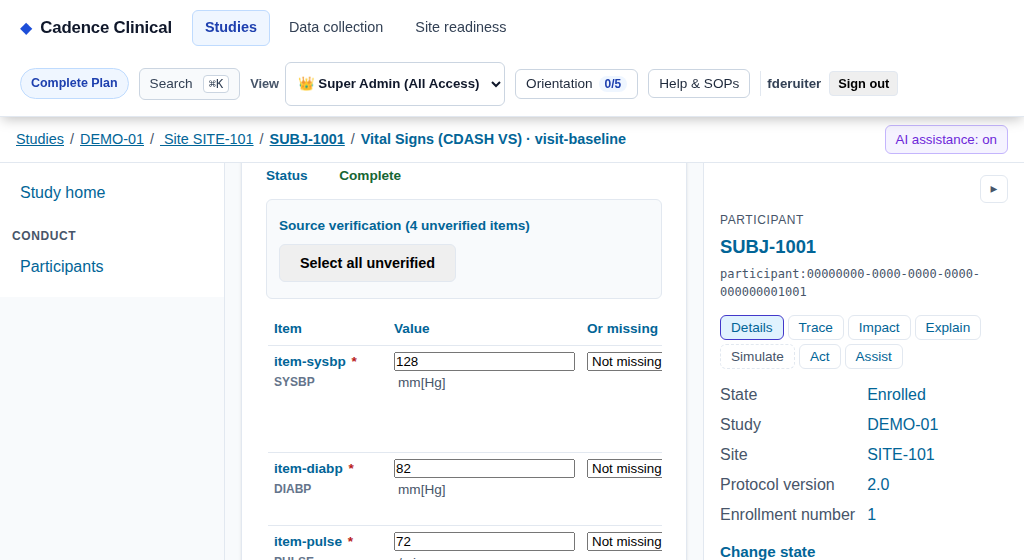 ◆ Cadence Clinical Studies Data collection Site readiness
Complete Plan Search ⌘K View 👑 Super Admin (All Access) Orientation 0/5 Help & SOPs fderuiter Sign out
Studies / DEMO-01 / Site SITE-101 / SUBJ-1001 / Vital Signs (CDASH VS) · visit-baseline AI assistance: on
Study home
CONDUCT
Participants
Status Complete
Source verification (4 unverified items)
Select all unverified
Item Value Or missing
item-sysbp * 128 Not missing
SYSBP mm[Hg]
item-diabp * 82 Not missing
DIABP mm[Hg]
item-pulse * 72 Not missing
▸
PARTICIPANT
SUBJ-1001
participant:00000000-0000-0000-0000-
000000001001
Details Trace Impact Explain
Simulate Act Assist
State Enrolled
Study DEMO-01
Site SITE-101
Protocol version 2.0
Enrollment number 1
Change state